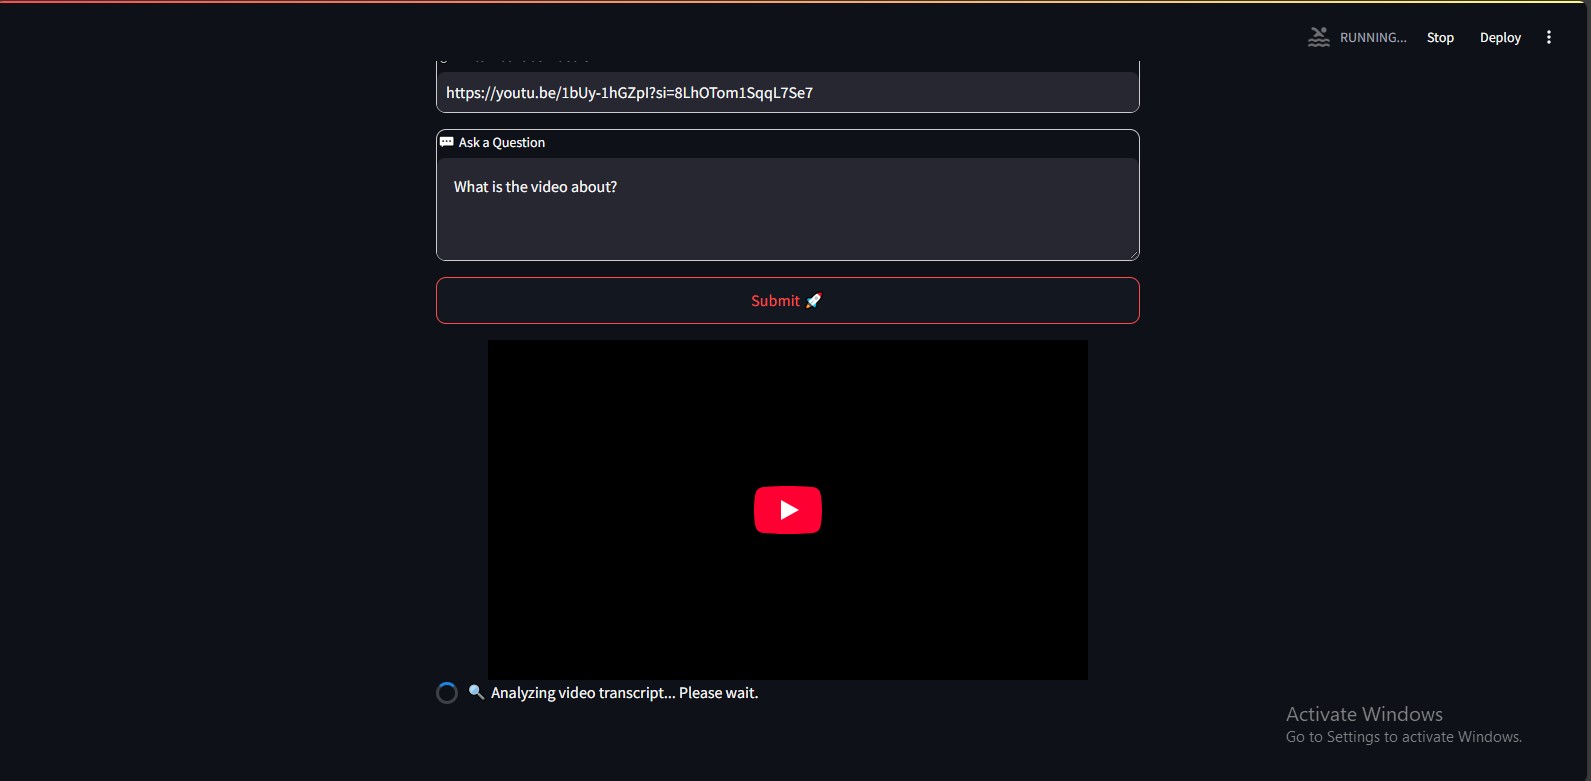 RUNNING...
Stop
Deploy
https://youtu.be/1bUy-1hGZpI?si=8LhOTom1SqqL7Se7
💬 Ask a Question
What is the video about?
Submit 🚀
🔍 Analyzing video transcript... Please wait.
Activate Windows
Go to Settings to activate Windows.